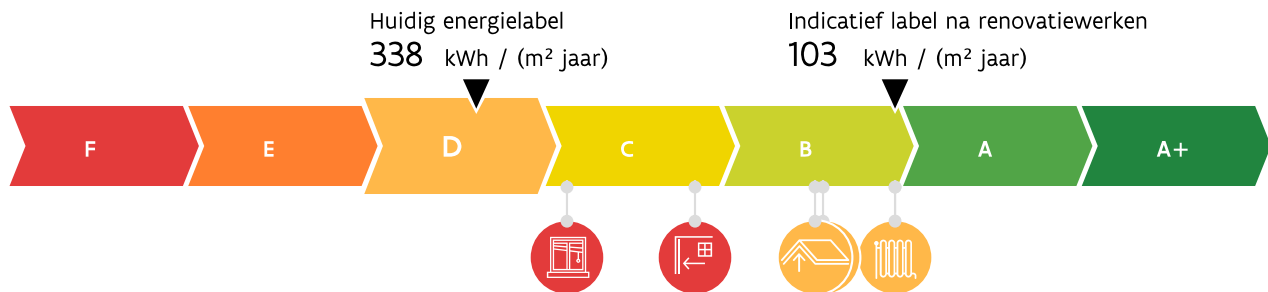 Huidig energielabel
338 kWh / (m² jaar)
Indicatief label na renovatiewerken
103 kWh / (m² jaar)
F E D C B A A+